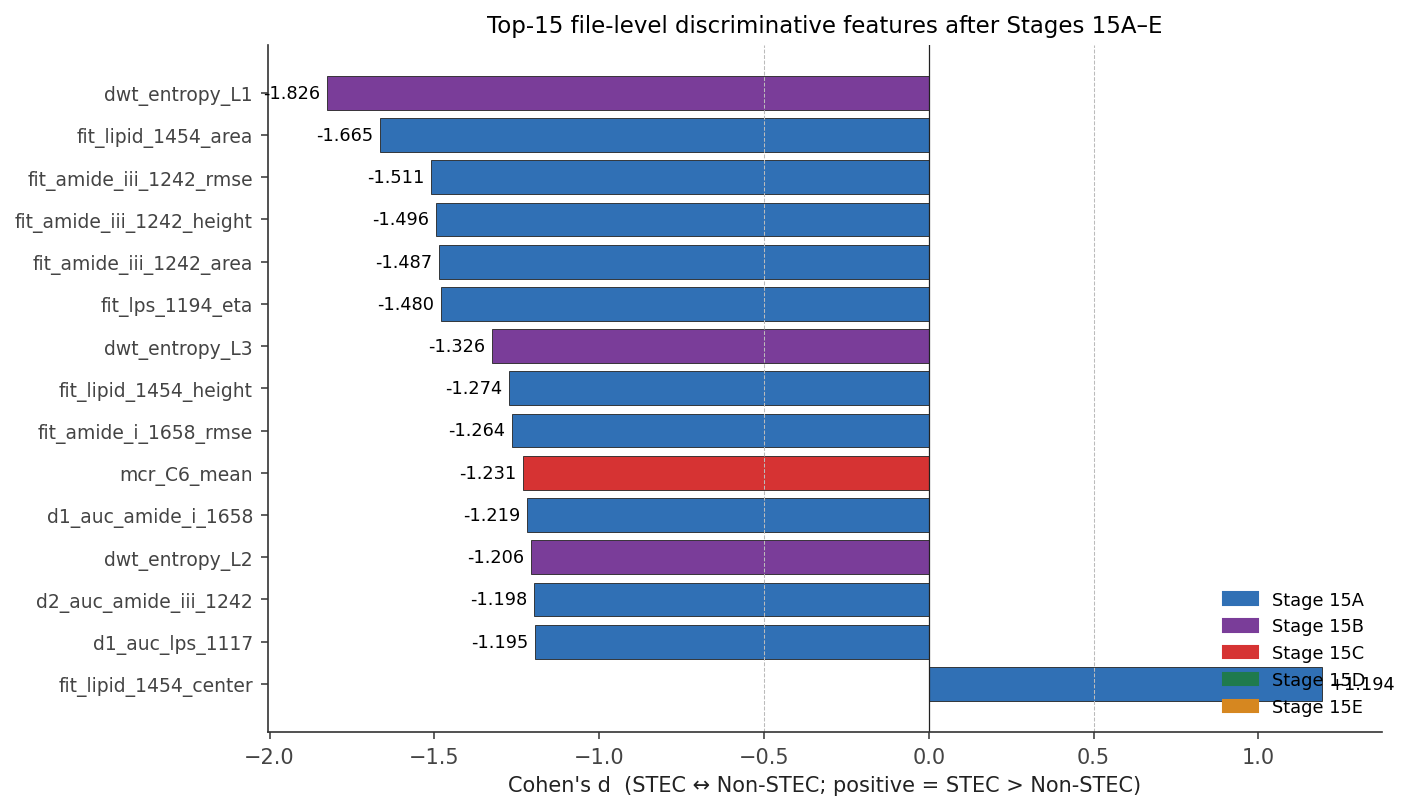 Top-15 file-level discriminative features after Stages 15A–E
dwt_entropy_L1 -1.826
fit_lipid_1454_area -1.665
fit_amide_iii_1242_rmse -1.511
fit_amide_iii_1242_height -1.496
fit_amide_iii_1242_area -1.487
fit_lps_1194_eta -1.480
dwt_entropy_L3 -1.326
fit_lipid_1454_height -1.274
fit_amide_i_1658_rmse -1.264
mcr_C6_mean -1.231
d1_auc_amide_i_1658 -1.219
dwt_entropy_L2 -1.206
d2_auc_amide_iii_1242 -1.198
d1_auc_lps_1117 -1.195
fit_lipid_1454_center +1.194
Stage 15A
Stage 15B
Stage 15C
Stage 15D
Stage 15E
−2.0 −1.5 −1.0 −0.5 0.0 0.5 1.0
Cohen's d (STEC ↔ Non-STEC; positive = STEC > Non-STEC)